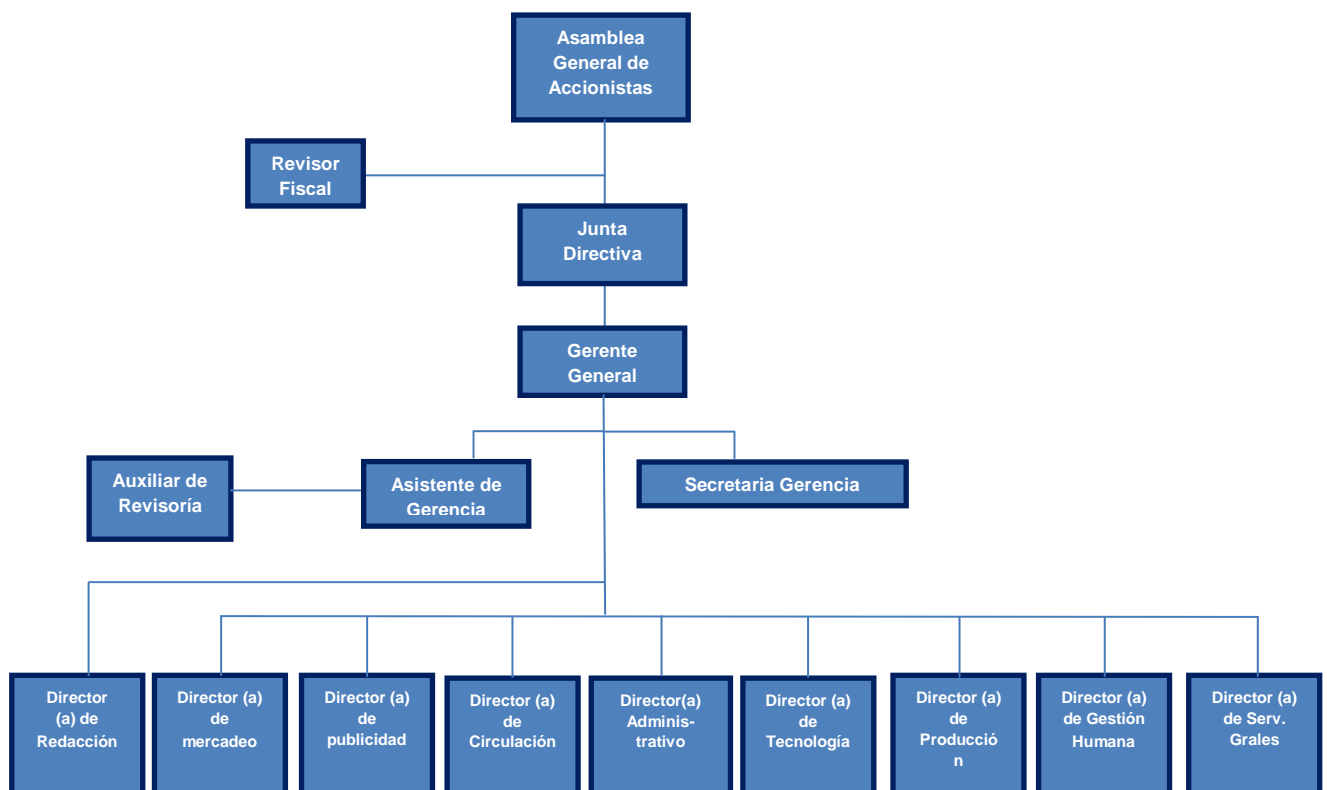 Asamblea
General de
Accionistas
Revisor
Fiscal
Junta
Directiva
Gerente
General
Auxiliar de
Revisoría
Asistente de
Gerencia
Secretaria Gerencia
Director
(a) de
Redacción
Director (a)
de
mercadeo
Director (a)
de
publicidad
Director (a)
de
Circulación
Director(a)
Adminis-
trativo
Director (a)
de
Tecnología
Director (a)
de
Producció
n
Director (a)
de Gestión
Humana
Director (a)
de Serv.
Grales